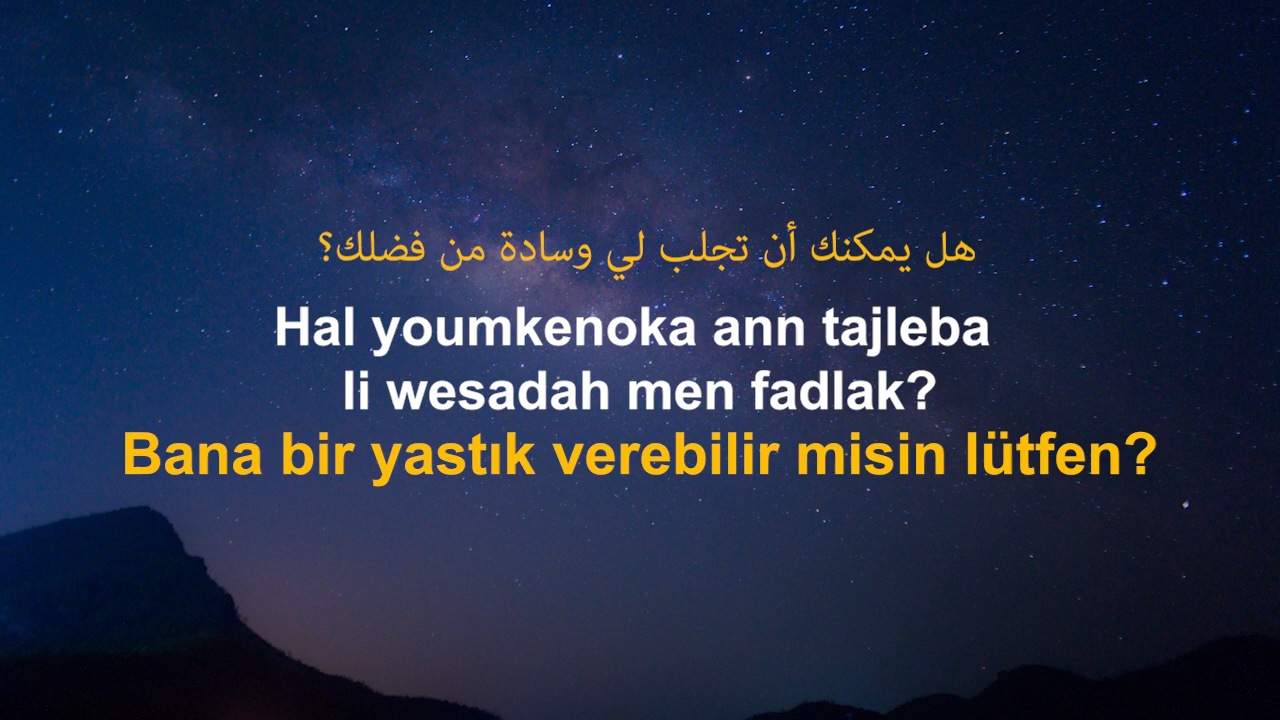 هل يمكنك أن تجلب لي وسادة من فضلك؟
Hal youmkenoka ann tajleba
li wesadah men fadlak?
Bana bir yastık verebilir misin lütfen?